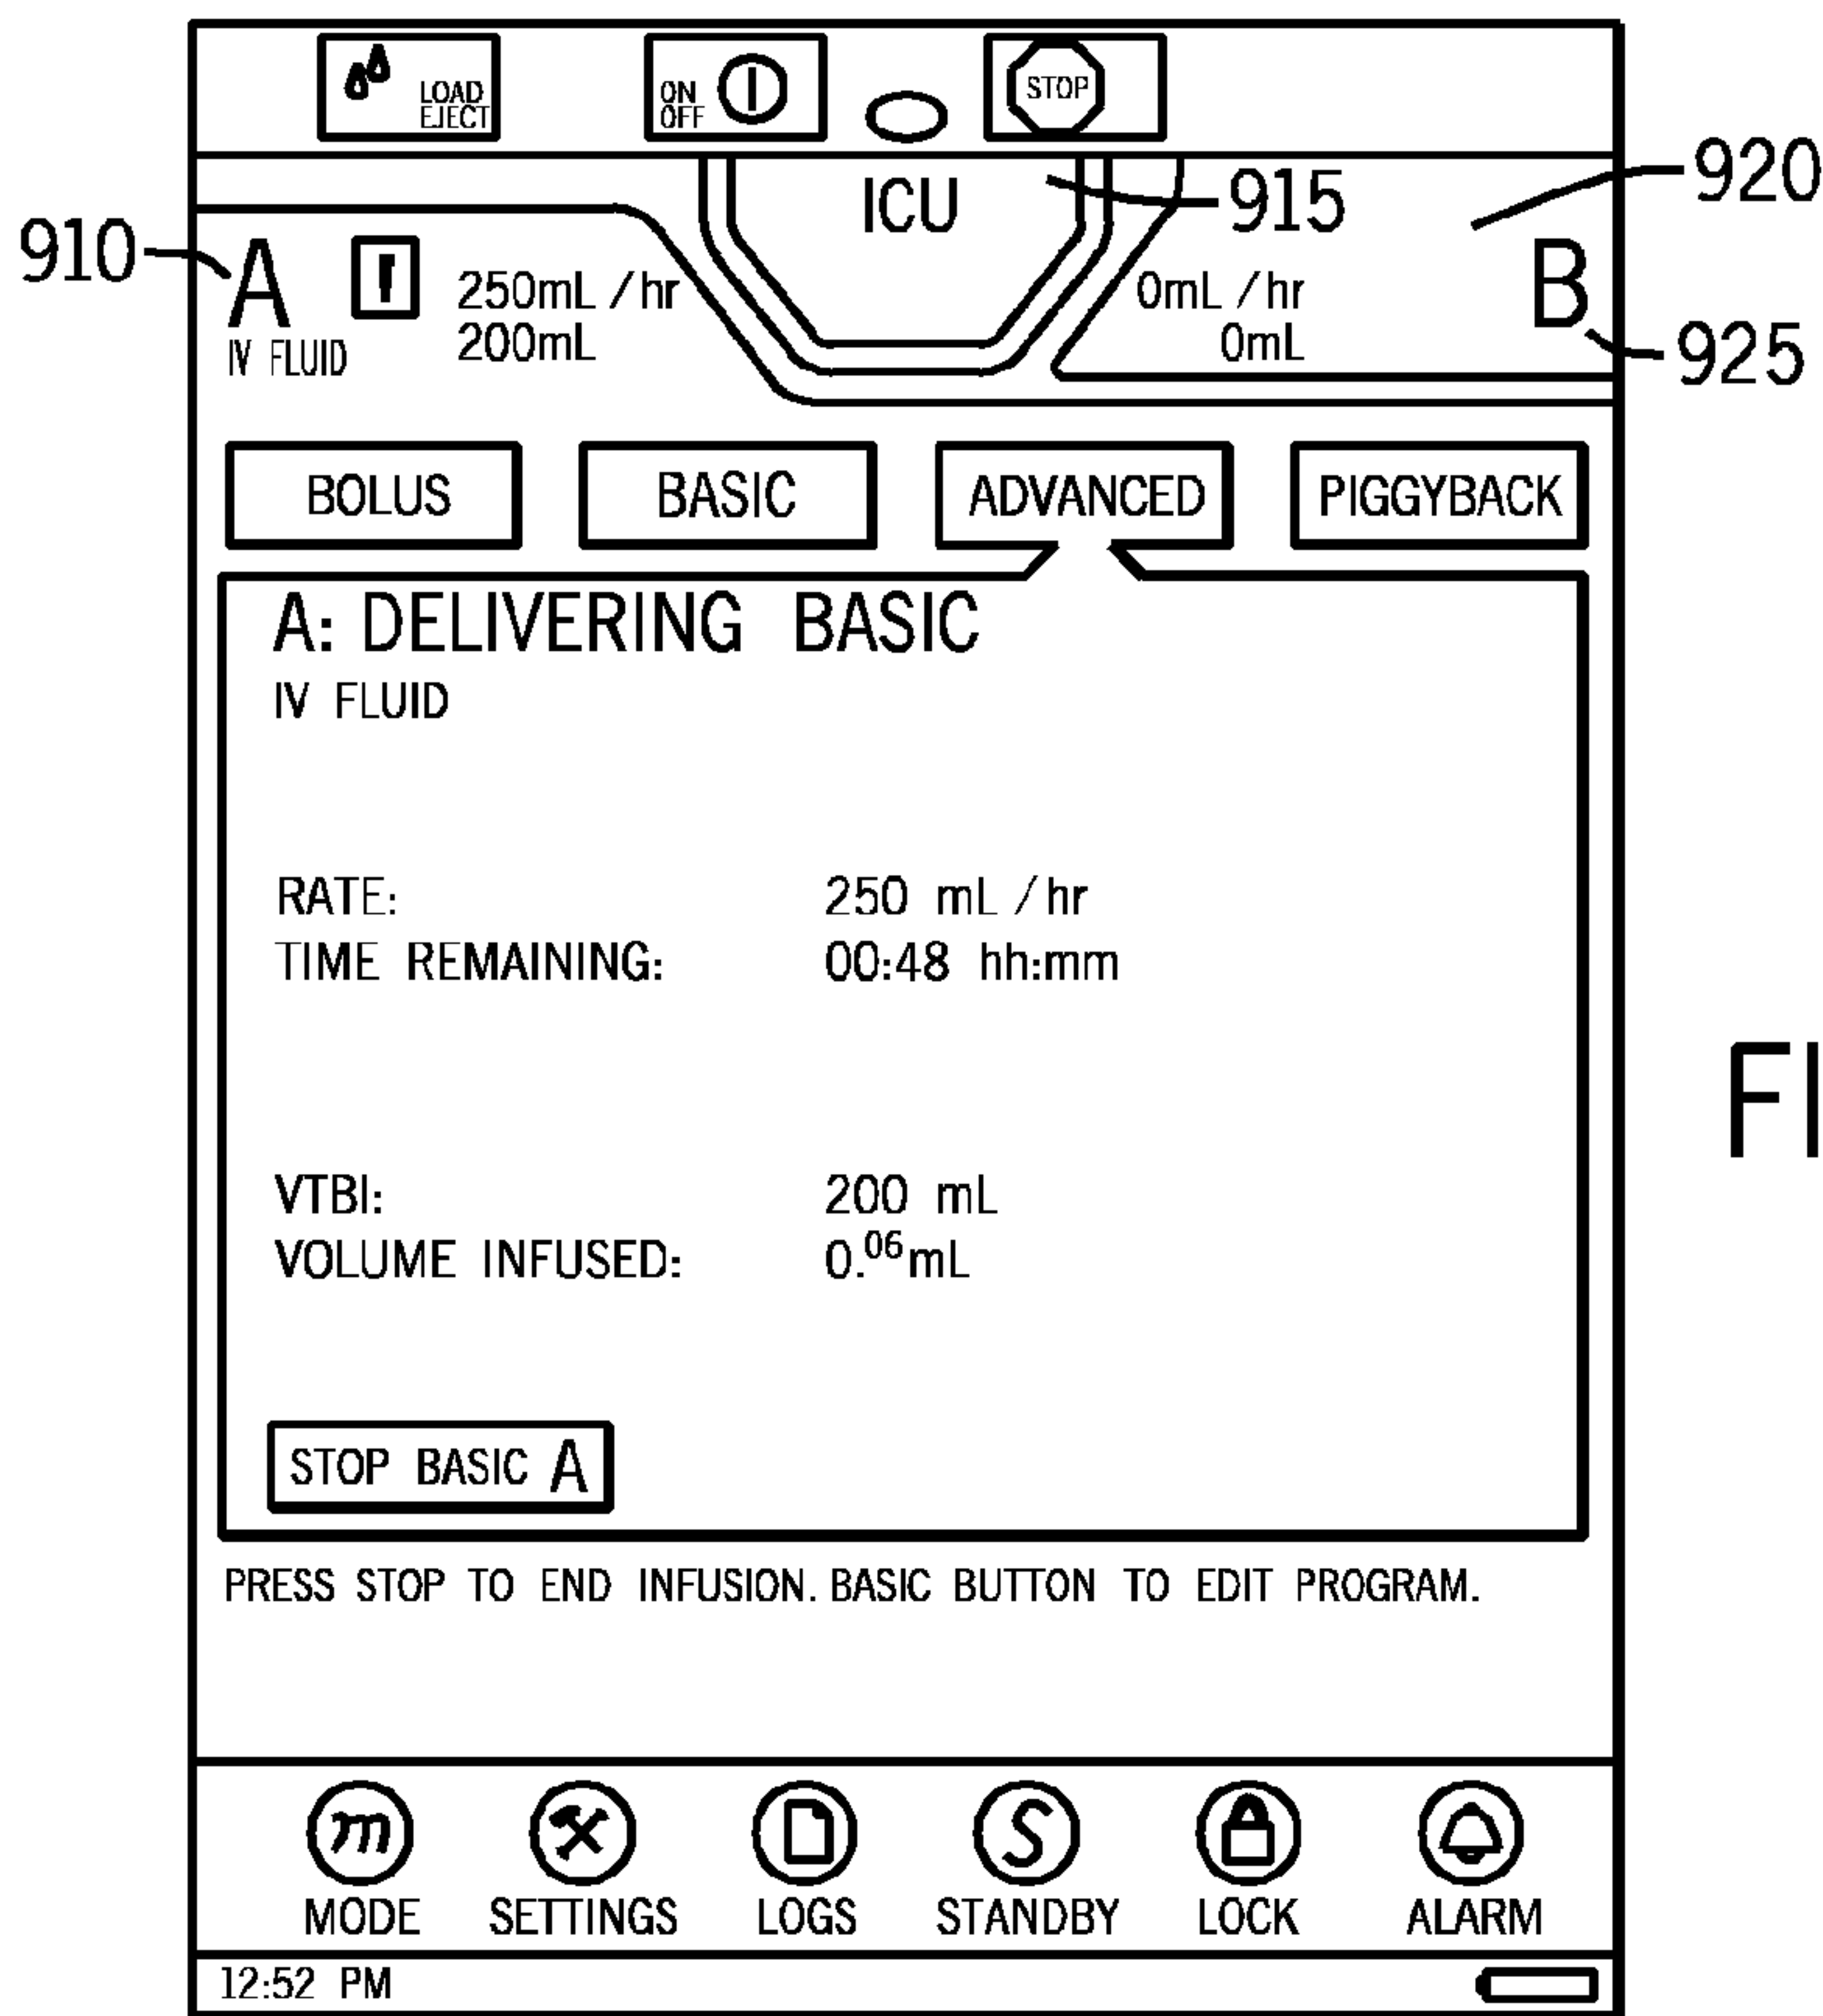 LOAD
EJECT
ON
OFF
STOP
920
ICU
915
910
A
250mL/hr
200mL
IV FLUID
0mL/hr
0mL
B
925
BOLUS
BASIC
ADVANCED
PIGGYBACK
A: DELIVERING BASIC
IV FLUID
RATE: 250 mL/hr
TIME REMAINING: 00:48 hh:mm
FI
VTBI: 200 mL
VOLUME INFUSED: 0.06mL
STOP BASIC A
PRESS STOP TO END INFUSION. BASIC BUTTON TO EDIT PROGRAM.
m
S
MODE
SETTINGS
LOGS
STANDBY
LOCK
ALARM
12:52 PM